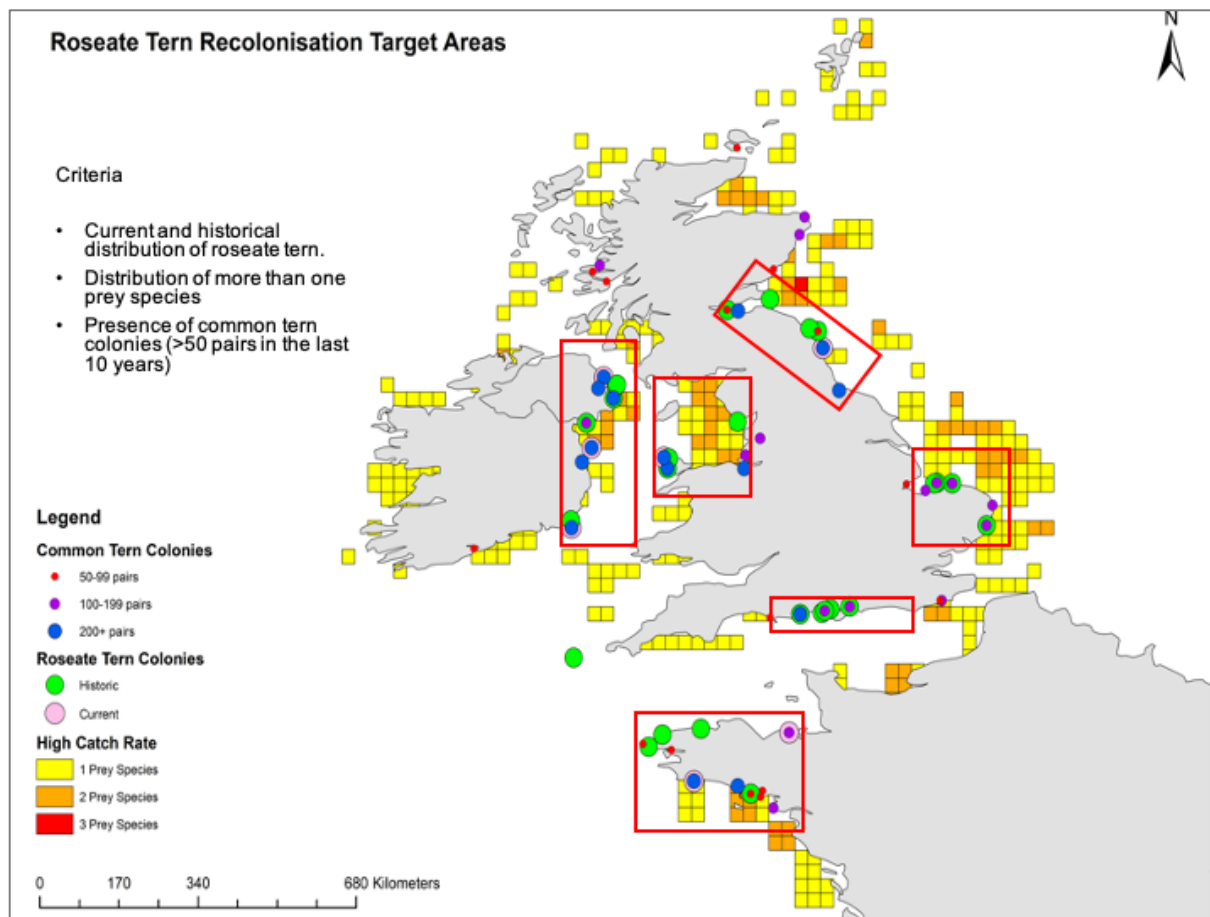 Roseate Tern Recolonisation Target Areas
N
Criteria
• Current and historical
distribution of roseate tern.
• Distribution of more than one
prey species
• Presence of common tern
colonies (>50 pairs in the last
10 years)
Legend
Common Tern Colonies
50-99 pairs
100-199 pairs
200+ pairs
Roseate Tern Colonies
Historic
Current
High Catch Rate
1 Prey Species
2 Prey Species
3 Prey Species
0 170 340 680 Kilometers